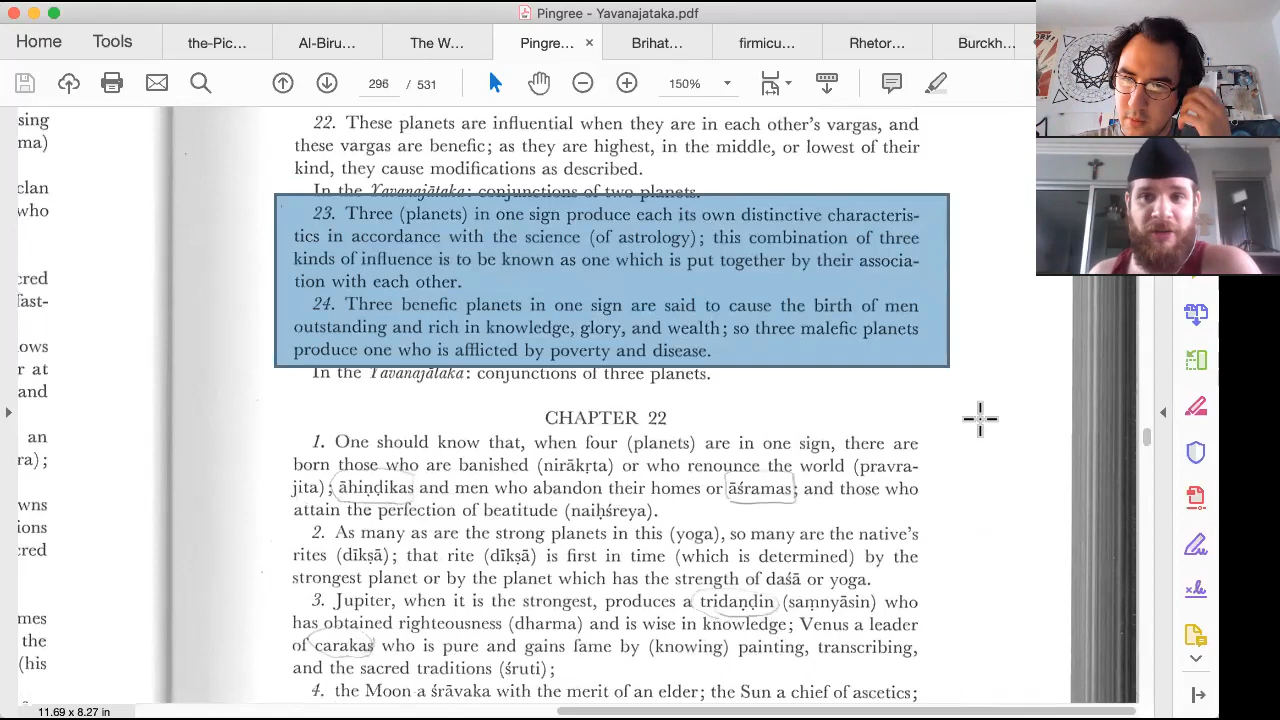 Pingree - Yavanajataka.pdf
Home Tools the-Pic... Al-Biru... The W... Pingre... × Brihat... firmicu... Rhetor... Burckh
296 / 531 150%
sing
ma)
clan
who
cred
fast-
ows
r at
and
an
ra);
owns
ions
cred
mes
the
(his
22. These planets are influential when they are in each other's vargas, and
these vargas are benefic; as they are highest, in the middle, or lowest of their
kind, they cause modifications as described.
In the Yavanajātaka: conjunctions of two planets.
23. Three (planets) in one sign produce each its own distinctive characteris-
tics in accordance with the science (of astrology); this combination of three
kinds of influence is to be known as one which is put together by their associa-
tion with each other.
24. Three benefic planets in one sign are said to cause the birth of men
outstanding and rich in knowledge, glory, and wealth; so three malefic planets
produce one who is afflicted by poverty and disease.
In the Yavanajātaka: conjunctions of three planets.
CHAPTER 22
1. One should know that, when four (planets) are in one sign, there are
born those who are banished (nirākṛta) or who renounce the world (pravra-
jita); āhiṇḍikas and men who abandon their homes or āśramas; and those who
attain the perfection of beatitude (naiḥśreya).
2. As many as are the strong planets in this (yoga), so many are the native's
rites (dīkṣā); that rite (dīkṣā) is first in time (which is determined) by the
strongest planet or by the planet which has the strength of daśā or yoga.
3. Jupiter, when it is the strongest, produces a tridaṇḍin (saṃnyāsin) who
has obtained righteousness (dharma) and is wise in knowledge; Venus a leader
of carakas who is pure and gains fame by (knowing) painting, transcribing,
and the sacred traditions (śruti);
4. the Moon a śrāvaka with the merit of an elder; the Sun a chief of ascetics;
11.69 x 8.27 in